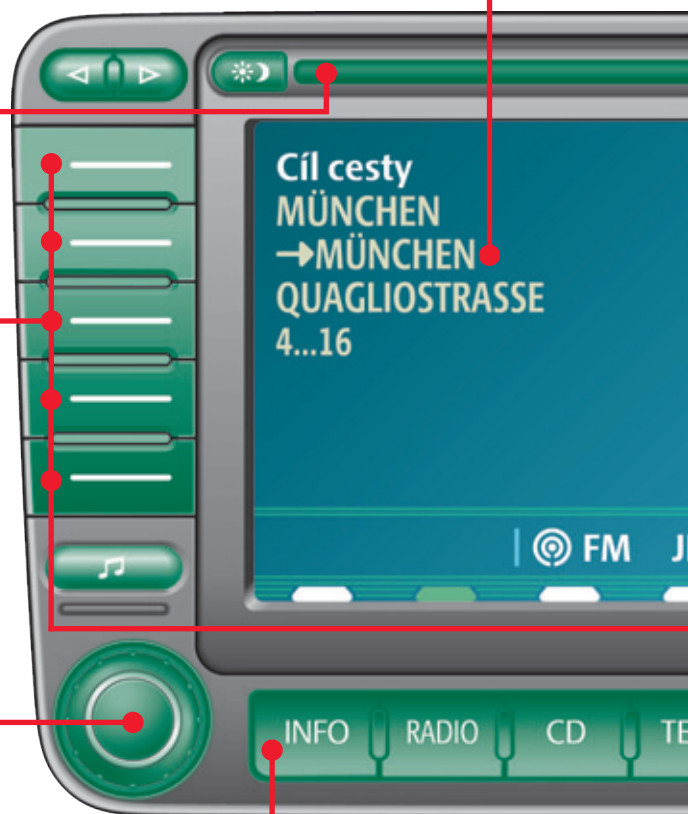 Cíl cesty
MÜNCHEN
→MÜNCHEN
QUAGLIOSTRASSE
4...16
FM
INFO RADIO CD